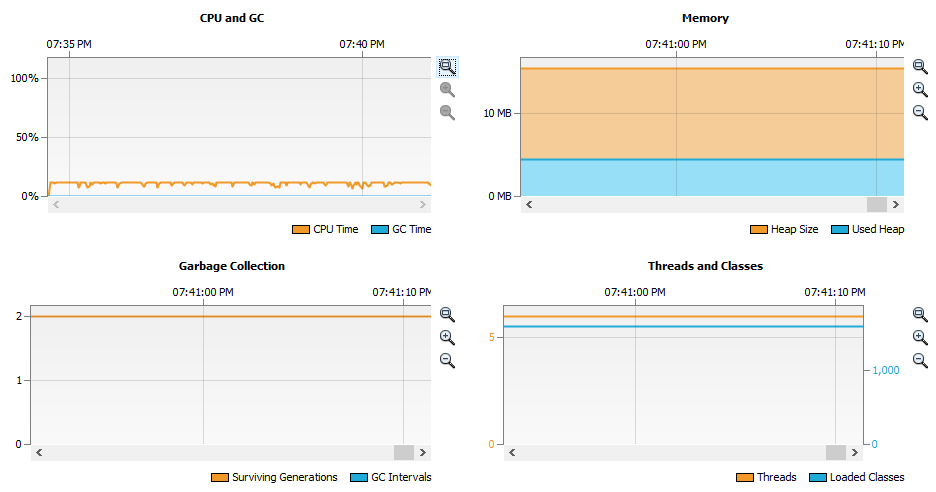 CPU and GC
07:35 PM 07:40 PM
100%
50%
0%
CPU Time GC Time
Memory
07:41:00 PM 07:41:10 PM
10 MB
0 MB
Heap Size Used Heap
Garbage Collection
07:41:00 PM 07:41:10 PM
2
1
0
Surviving Generations GC Intervals
Threads and Classes
07:41:00 PM 07:41:10 PM
5
1,000
0 0
Threads Loaded Classes